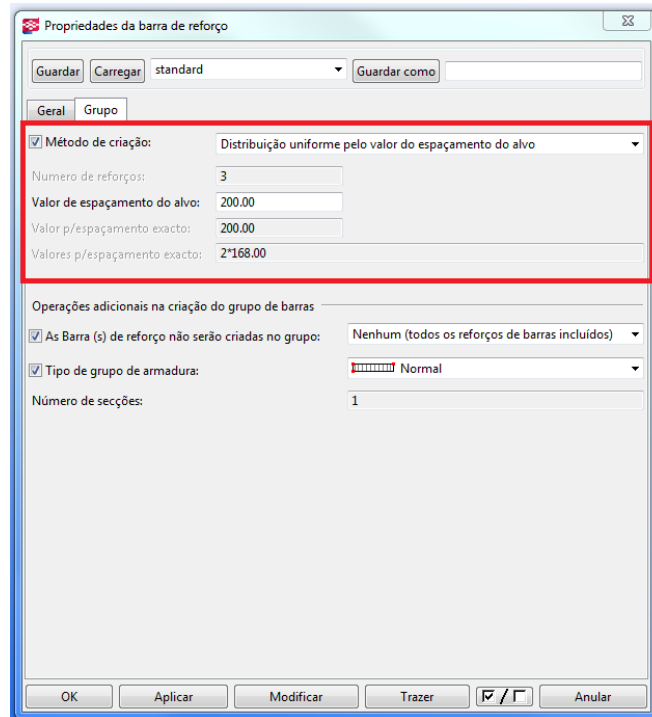 Propriedades da barra de reforço
Guardar Carregar standard Guardar como
Geral Grupo
Método de criação: Distribuição uniforme pelo valor do espaçamento do alvo
Numero de reforços: 3
Valor de espaçamento do alvo: 200.00
Valor p/espaçamento exacto: 200.00
Valores p/espaçamento exacto: 2*168.00
Operações adicionais na criação do grupo de barras
As Barra (s) de reforço não serão criadas no grupo: Nenhum (todos os reforços de barras incluídos)
Tipo de grupo de armadura: Normal
Número de secções: 1
OK Aplicar Modificar Trazer / Anular